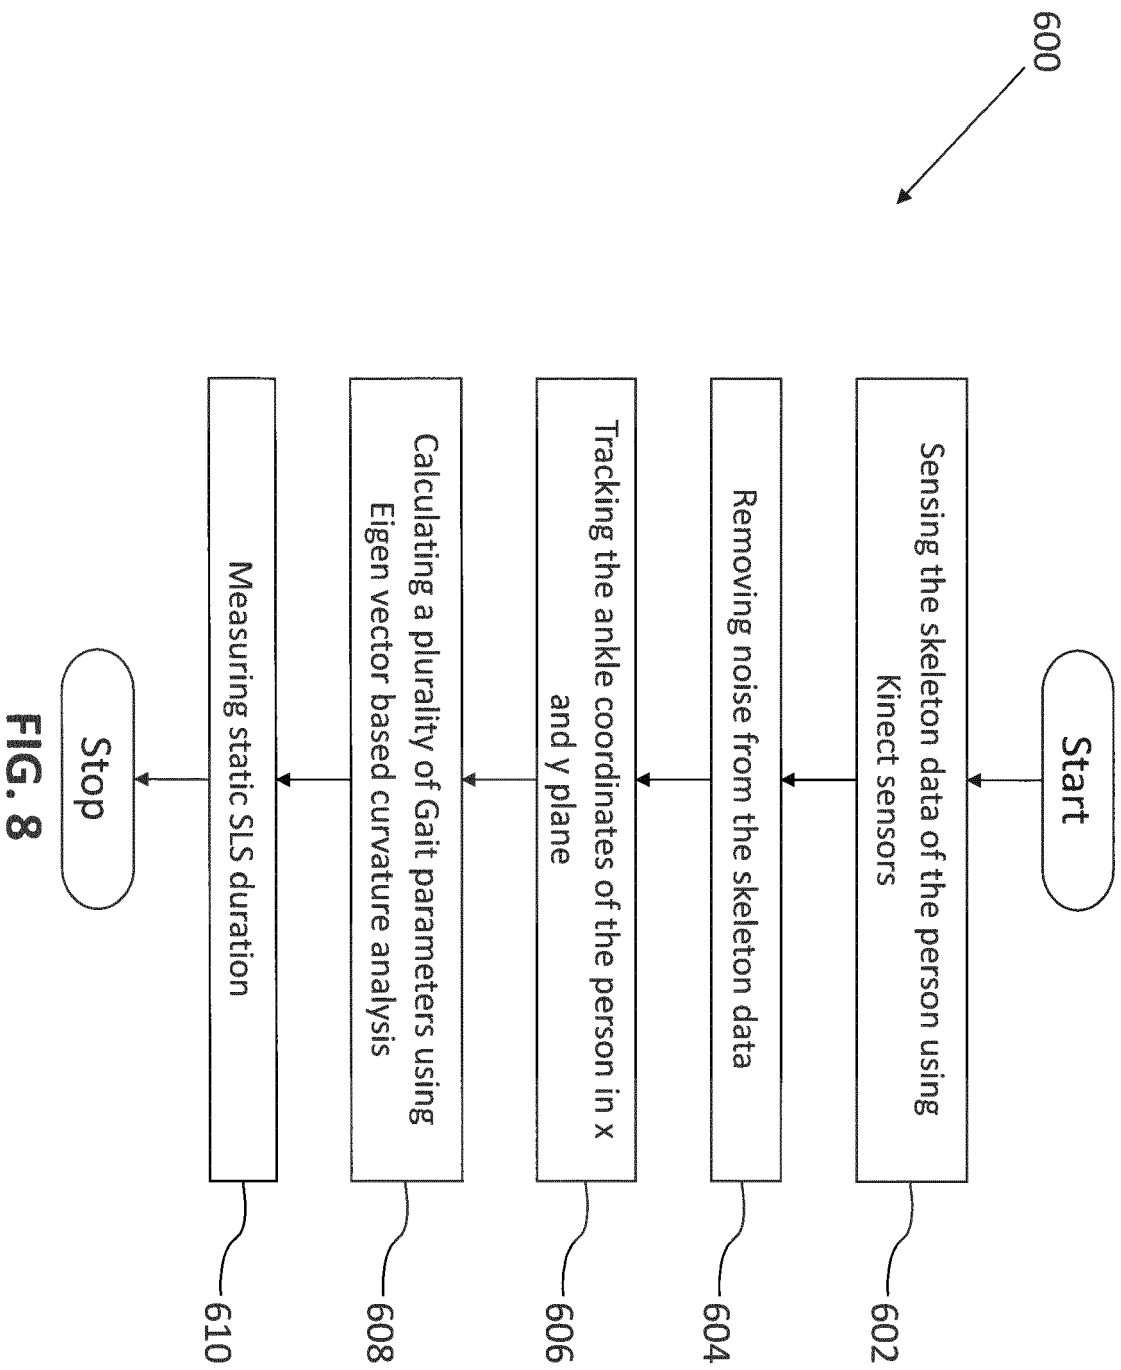 600
Start
Sensing the skeleton data of the person using
Kinect sensors
602
Removing noise from the skeleton data
604
Tracking the ankle coordinates of the person in x
and y plane
606
Calculating a plurality of Gait parameters using
Eigen vector based curvature analysis
608
Measuring static SLS duration
610
Stop
FIG. 8